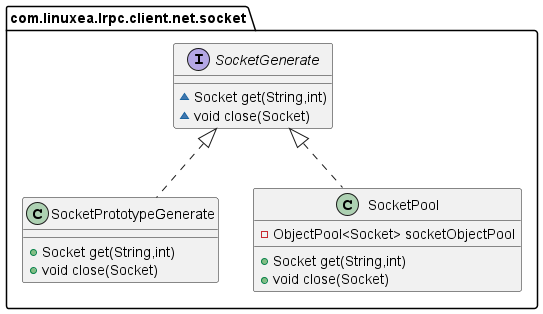 com.linuxea.lrpc.client.net.socket
I SocketGenerate
Socket get(String,int)
void close(Socket)
C SocketPrototypeGenerate
Socket get(String,int)
void close(Socket)
C SocketPool
ObjectPool<Socket> socketObjectPool
Socket get(String,int)
void close(Socket)